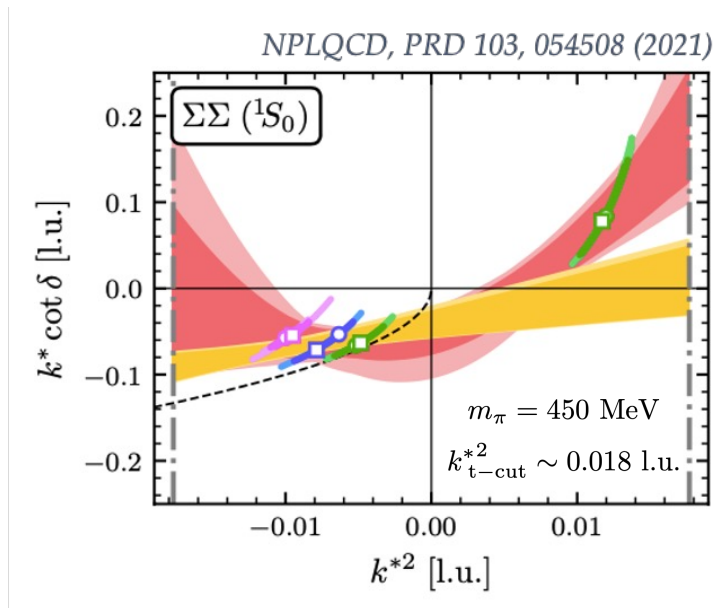 NPLQCD, PRD 103, 054508 (2021)
ΣΣ (¹S₀)
0.2
0.1
0.0
−0.1
−0.2
k* cot δ [l.u.]
m_π = 450 MeV
k*²_t−cut ∼ 0.018 l.u.
−0.01
0.00
0.01
k*² [l.u.]